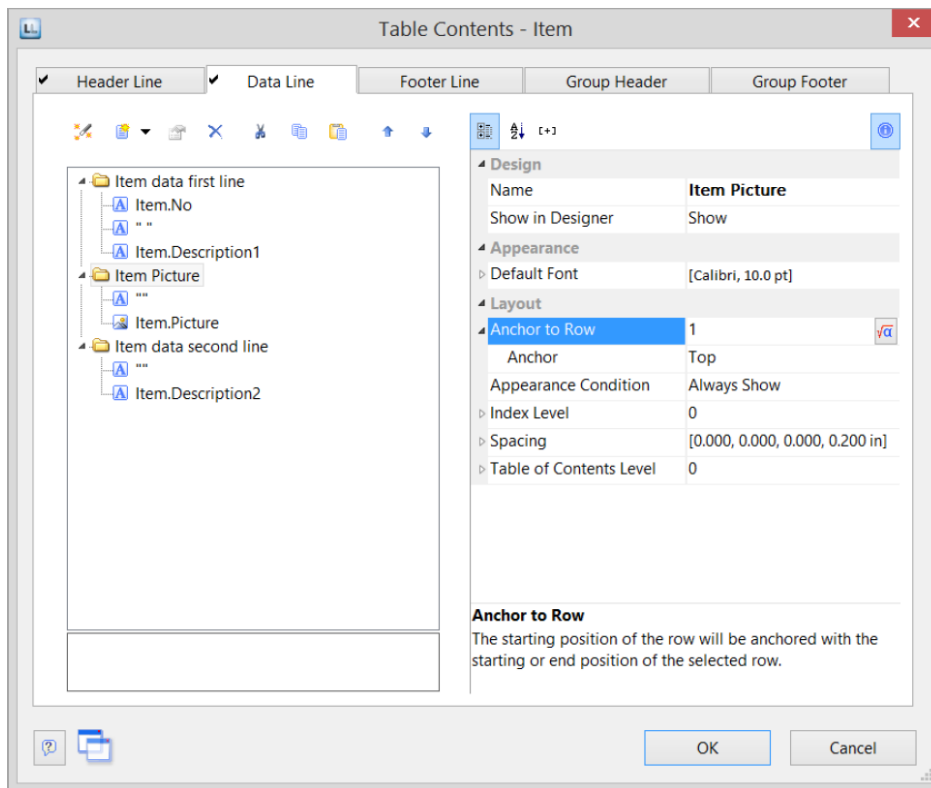 LL Table Contents - Item
Header Line Data Line Footer Line Group Header Group Footer
Item data first line
Item.No
" "
Item.Description1
Item Picture
""
Item.Picture
Item data second line
""
Item.Description2
Design
Name Item Picture
Show in Designer Show
Appearance
Default Font [Calibri, 10.0 pt]
Layout
Anchor to Row 1 √α
Anchor Top
Appearance Condition Always Show
Index Level 0
Spacing [0.000, 0.000, 0.000, 0.200 in]
Table of Contents Level 0
Anchor to Row
The starting position of the row will be anchored with the
starting or end position of the selected row.
OK Cancel